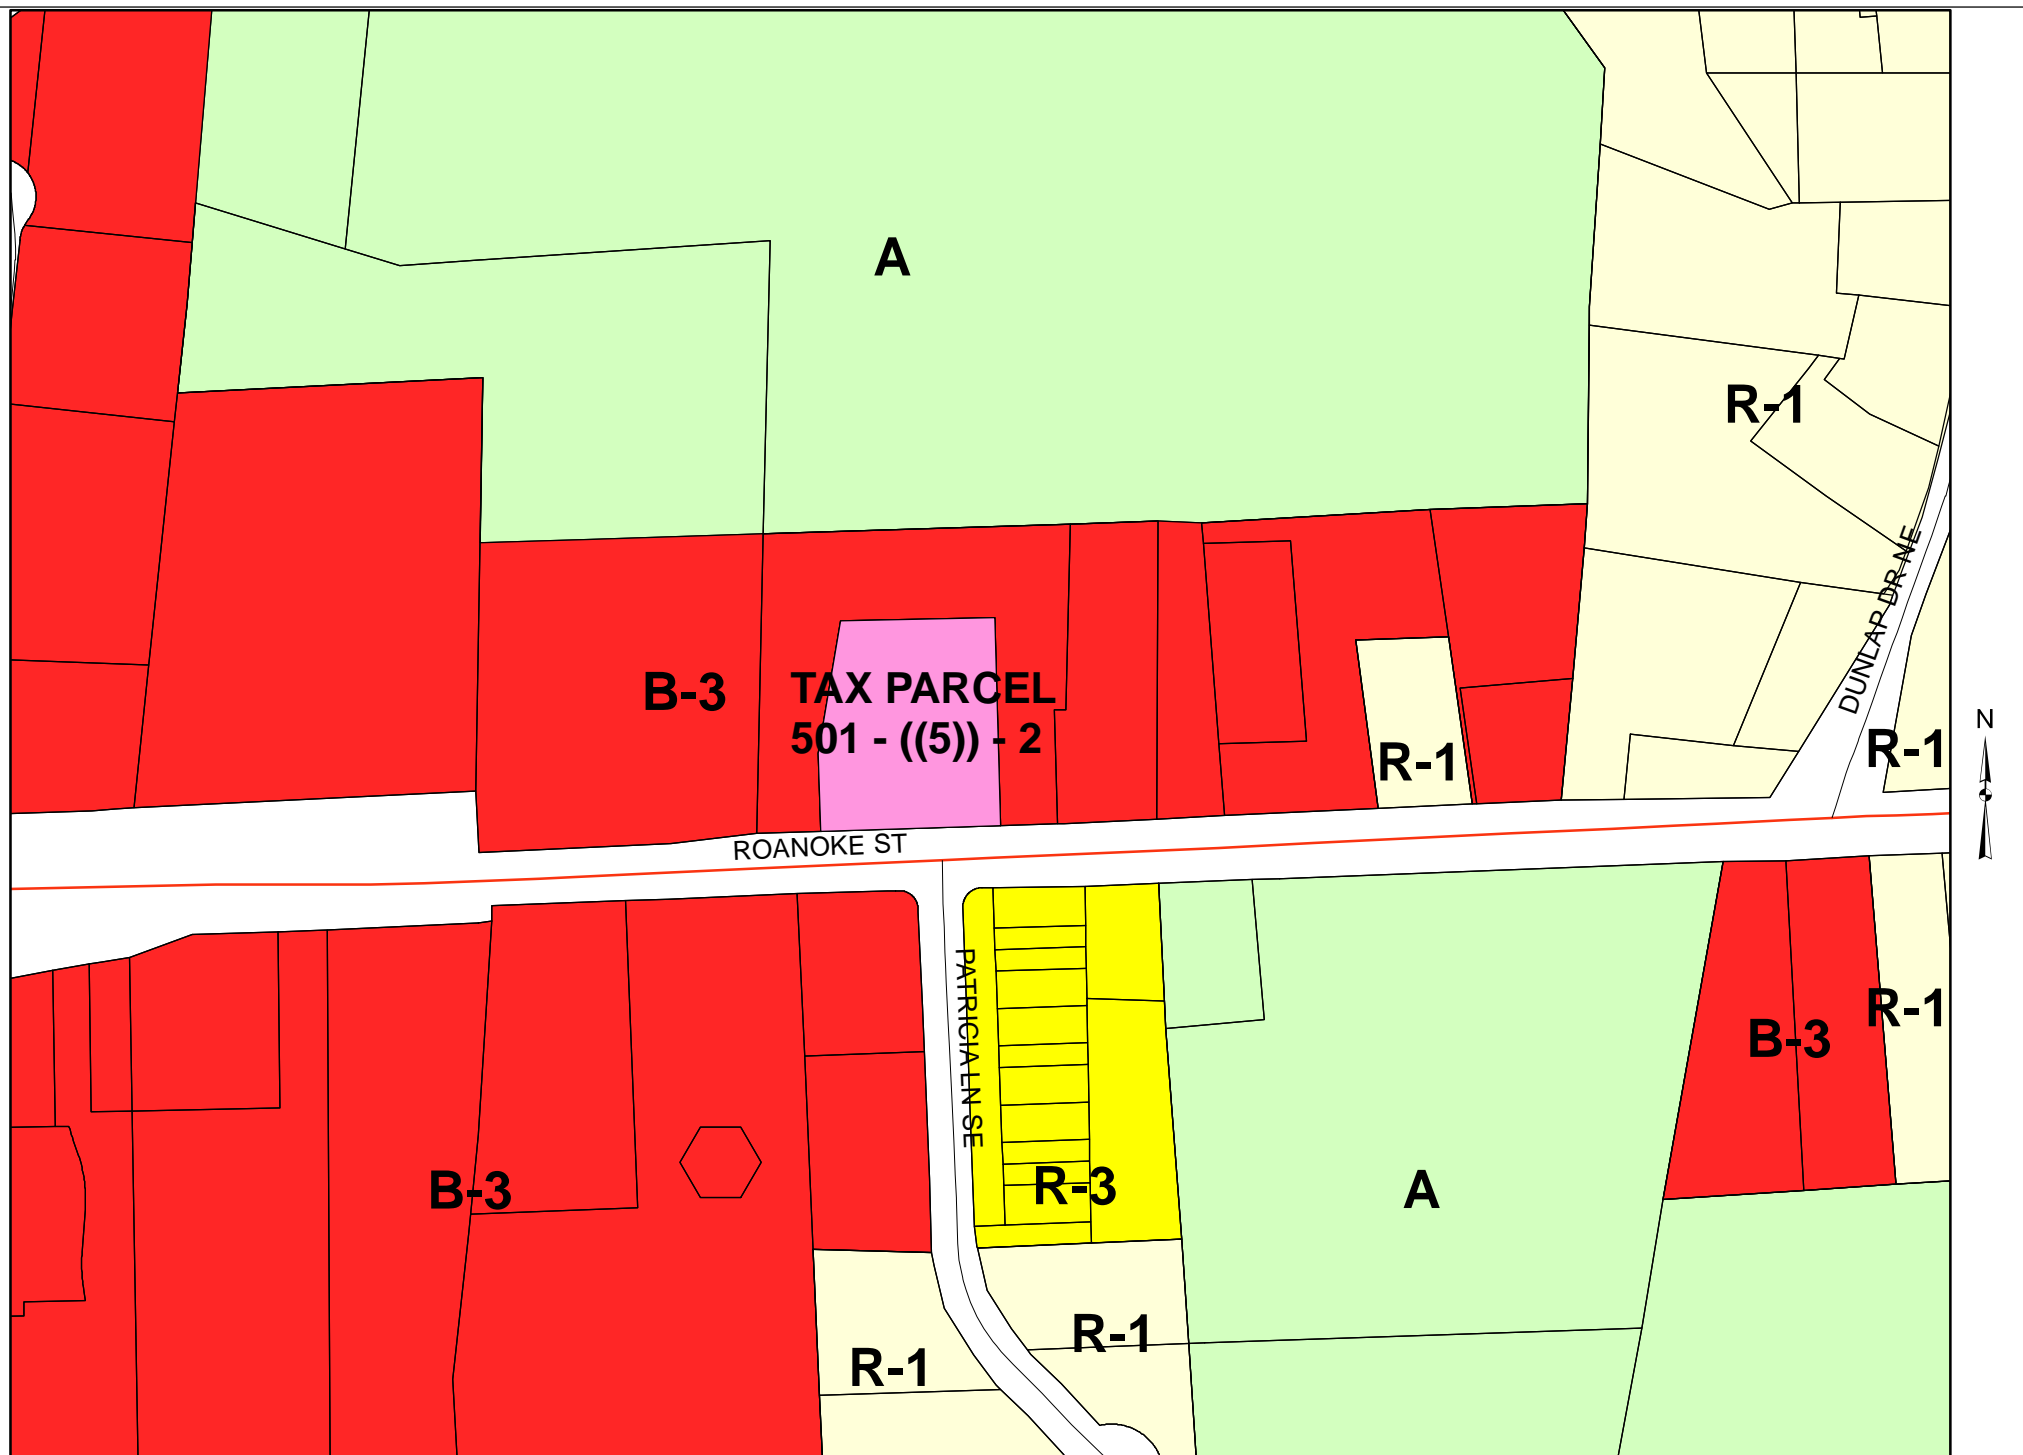 A
R-1
DUNLAP DR NE
B-3
TAX PARCEL
501 - ((5)) - 2
R-1
R-1
N
ROANOKE ST
PATRICIA LN SE
R-1
B-3
B-3
R-3
A
R-1
R-1